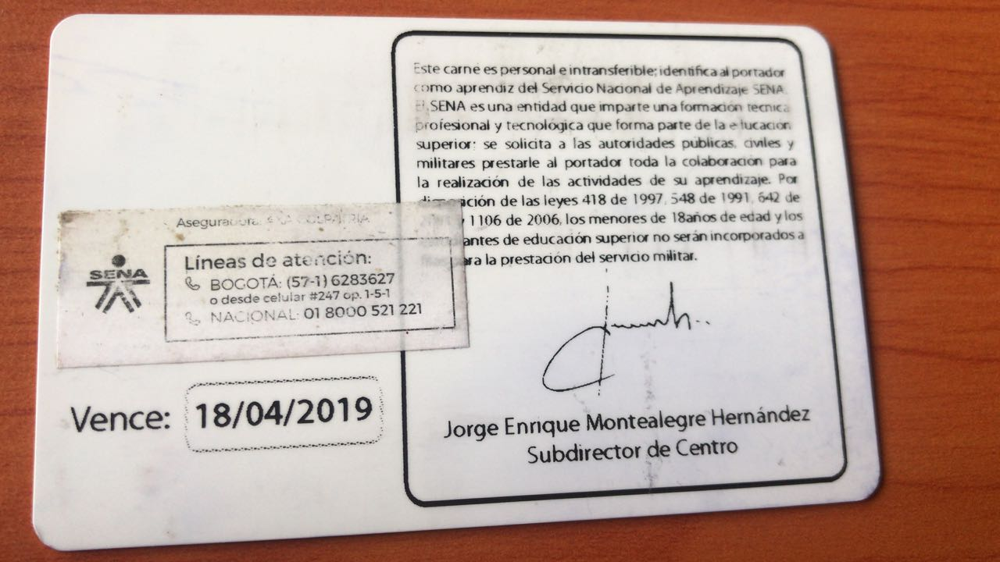 Este carne es personal e intransferible; identifica al portador
como aprendiz del Servicio Nacional de Aprendizaje SENA.
El SENA es una entidad que imparte una formación tecnica
profesional y tecnológica que forma parte de la educación
superior: se solicita a las autoridades públicas, civiles y
militares prestarle al portador toda la colaboración para
la realización de las actividades de su aprendizaje. Por
disposición de las leyes 418 de 1997, 548 de 1991, 642 de
y 1106 de 2006, los menores de 18años de edad y los
estudiantes de educación superior no serán incorporados a
filas para la prestación del servicio militar.
Aseguradora: AXA COLPATRIA
SENA
Líneas de atención:
BOGOTÁ: (57-1) 6283627
o desde celular #247 op. 1-5-1
NACIONAL: 01 8000 521 221
Vence: 18/04/2019
Jorge Enrique Montealegre Hernández
Subdirector de Centro